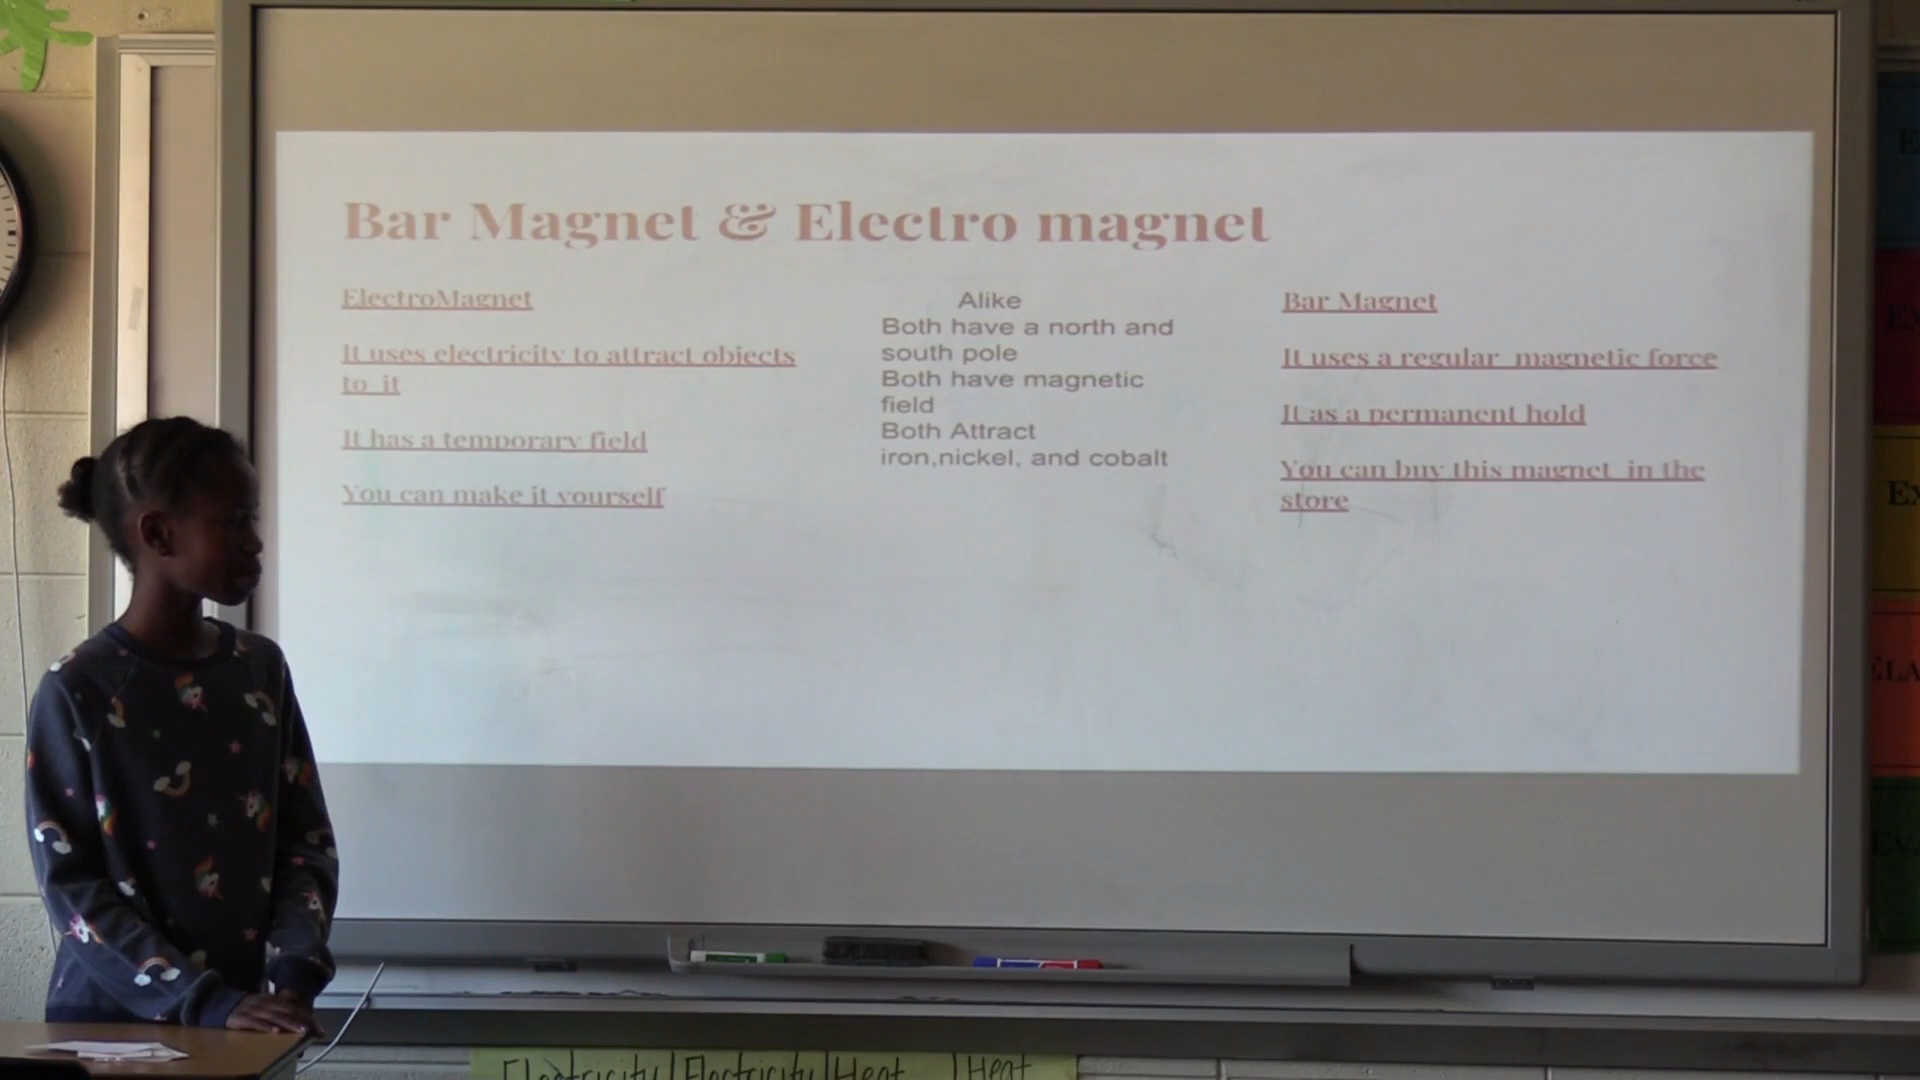 Bar Magnet & Electro magnet
ElectroMagnet
It uses electricity to attract objects
to it
It has a temporary field
You can make it yourself
Alike
Both have a north and
south pole
Both have magnetic
field
Both Attract
iron,nickel, and cobalt
Bar Magnet
It uses a regular magnetic force
It as a permanent hold
You can buy this magnet in the
store
Electricity | Electricity | Heat | Heat